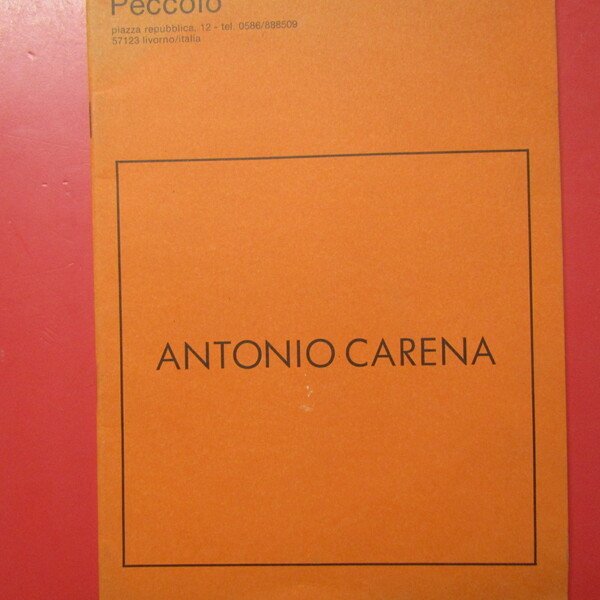 Peccolo
piazza repubblica, 12 - tel. 0586/888509
57123 livorno/italia
ANTONIO CARENA